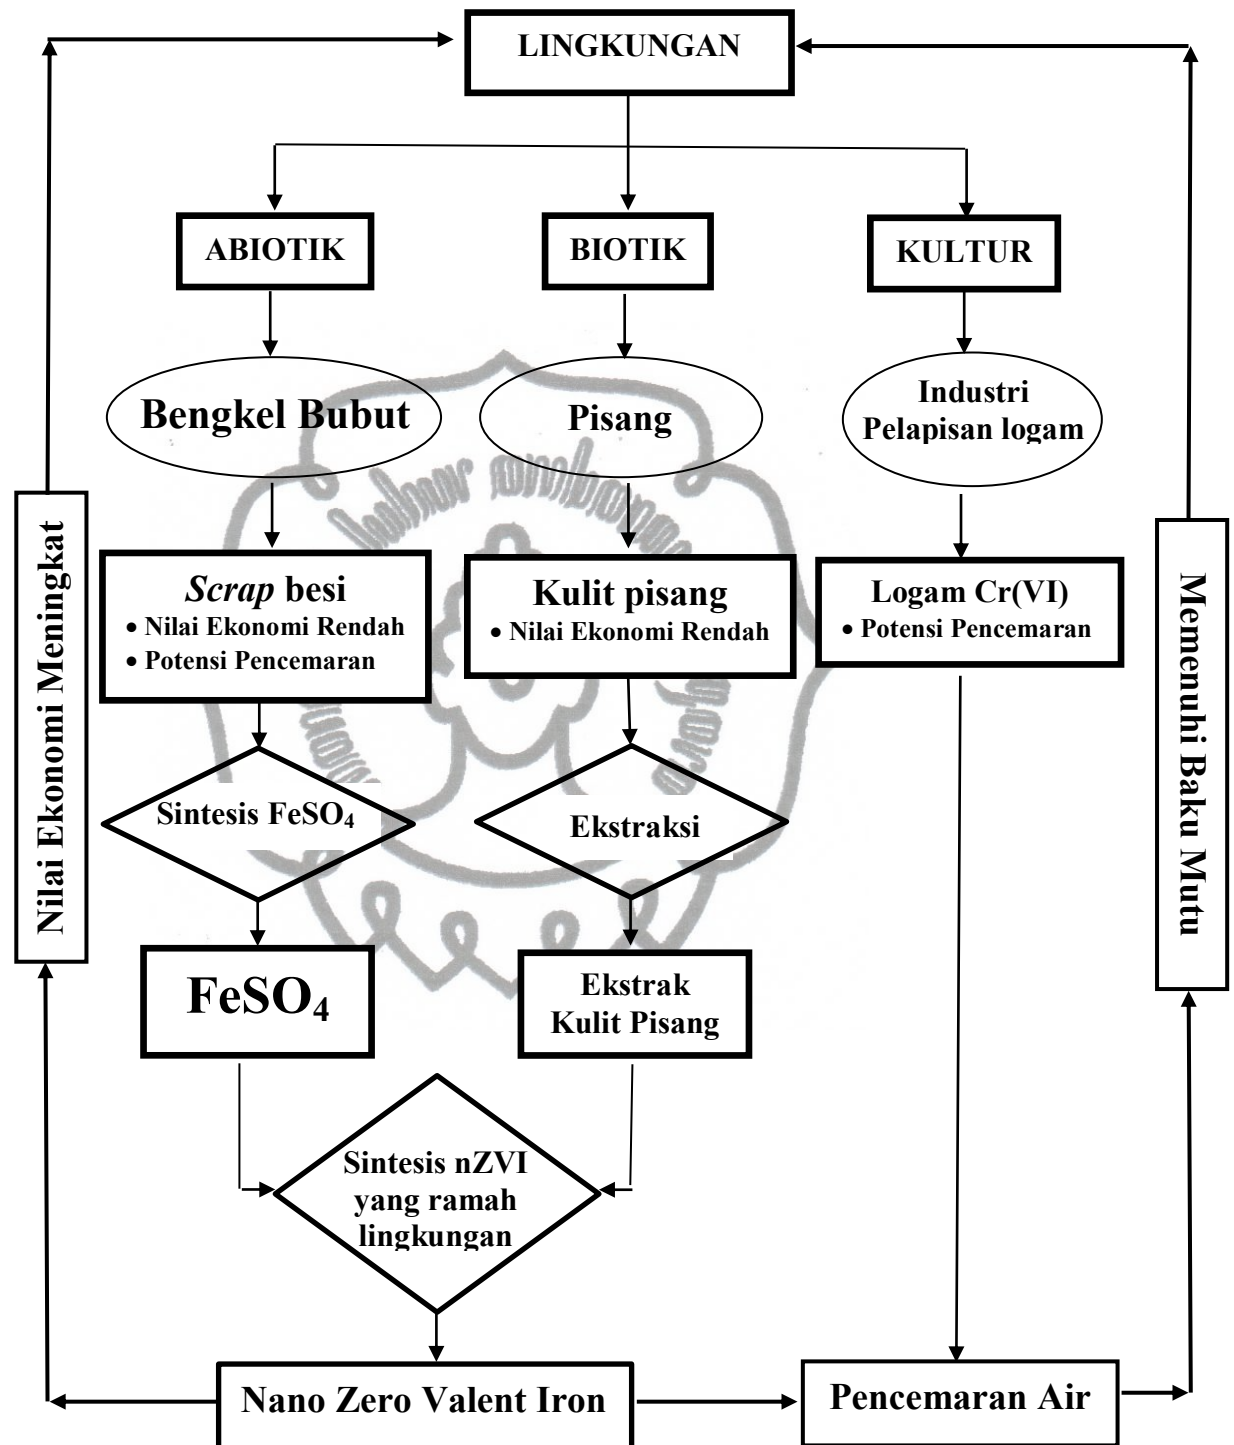 LINGKUNGAN
ABIOTIK
BIOTIK
KULTUR
Bengkel Bubut
Pisang
Industri
Pelapisan logam
Scrap besi
• Nilai Ekonomi Rendah
• Potensi Pencemaran
Kulit pisang
• Nilai Ekonomi Rendah
Logam Cr(VI)
• Potensi Pencemaran
Nilai Ekonomi Meningkat
Memenuhi Baku Mutu
Sintesis FeSO₄
Ekstraksi
FeSO₄
Ekstrak
Kulit Pisang
Sintesis nZVI
yang ramah
lingkungan
Nano Zero Valent Iron
Pencemaran Air